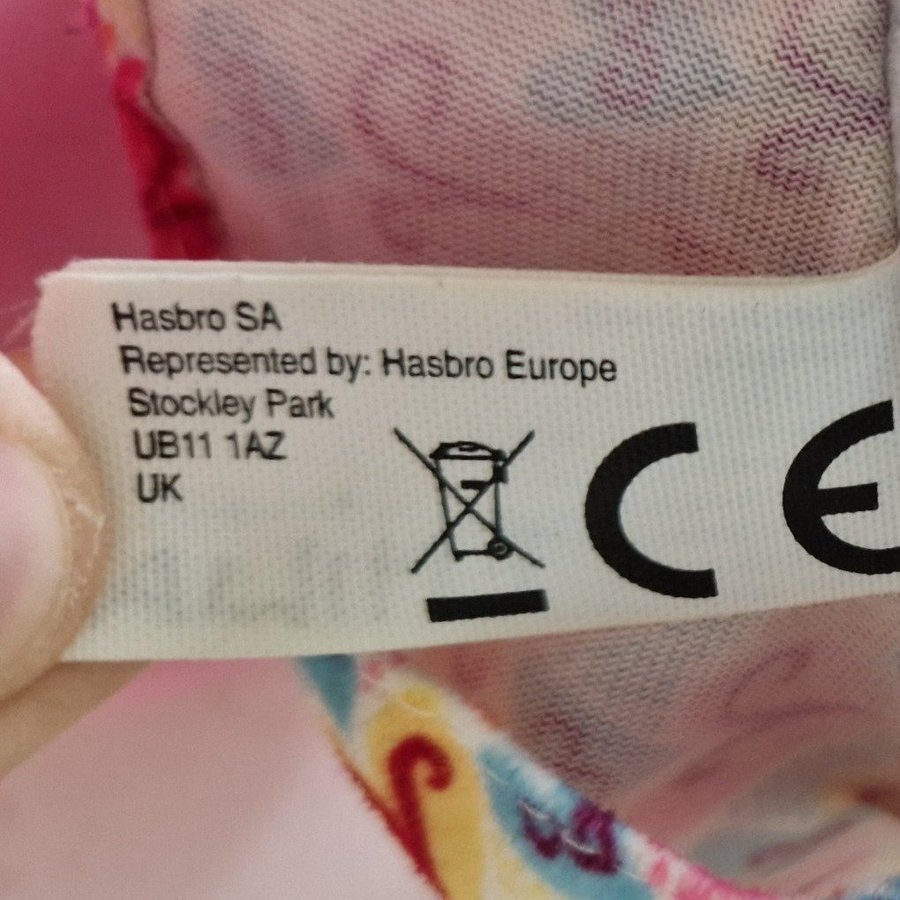 Hasbro SA
Represented by: Hasbro Europe
Stockley Park
UB11 1AZ
UK
CE